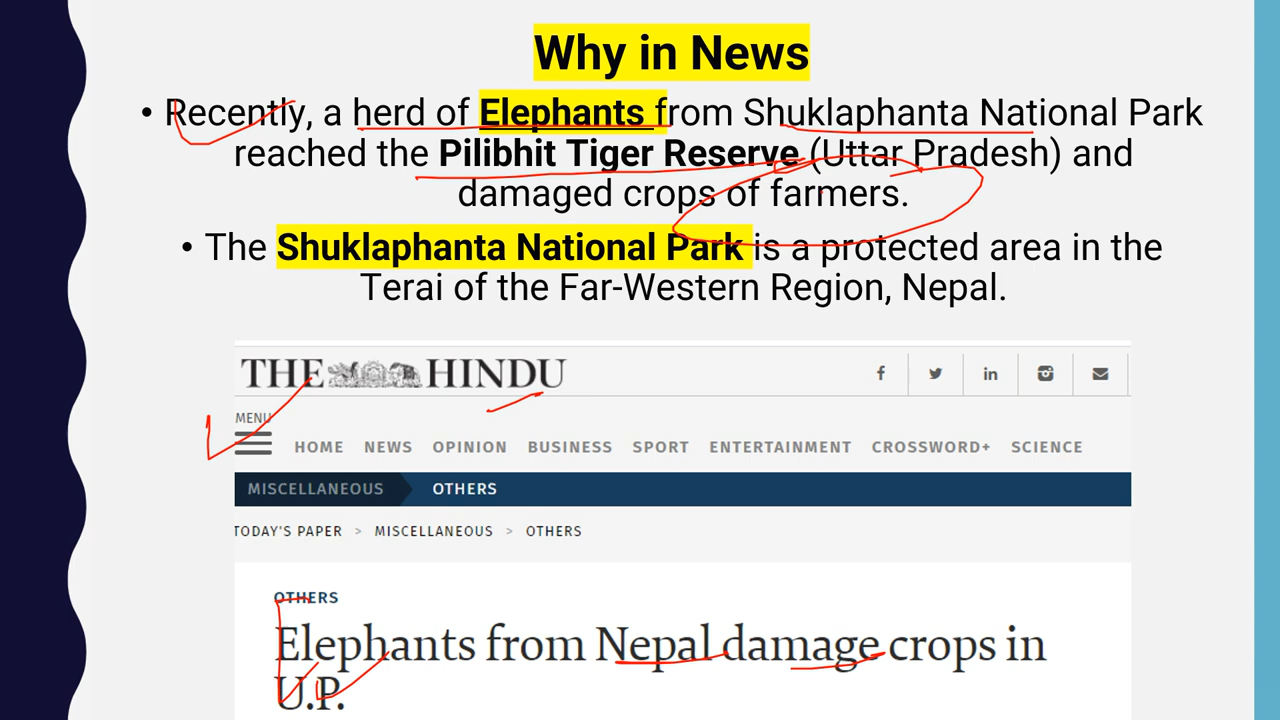 Why in News
• Recently, a herd of Elephants from Shuklaphanta National Park
reached the Pilibhit Tiger Reserve (Uttar Pradesh) and
damaged crops of farmers.
• The Shuklaphanta National Park is a protected area in the
Terai of the Far-Western Region, Nepal.
THE HINDU
MENU
HOME NEWS OPINION BUSINESS SPORT ENTERTAINMENT CROSSWORD+ SCIENCE
MISCELLANEOUS OTHERS
TODAY'S PAPER > MISCELLANEOUS > OTHERS
OTHERS
Elephants from Nepal damage crops in
U.P.